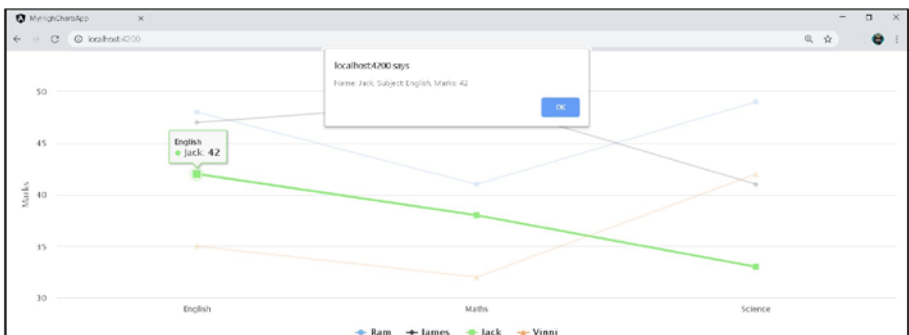 MyHighChartsApp
localhost:4200
localhost:4200 says
Name: Jack, Subject: English, Marks: 42
OK
50
English
Jack: 42
45
Marks
40
35
30
English Maths Science
Ram James Jack Vinni